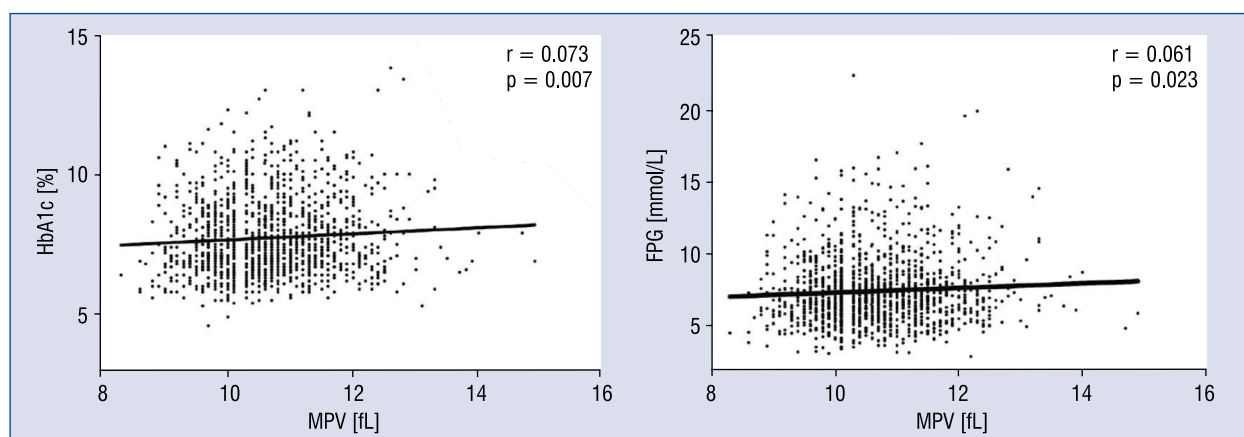 15
10
5
HbA1c [%]
r = 0.073
p = 0.007
8
10
12
14
16
MPV [fL]
25
20
15
10
5
FPG [mmol/L]
r = 0.061
p = 0.023
8
10
12
14
16
MPV [fL]